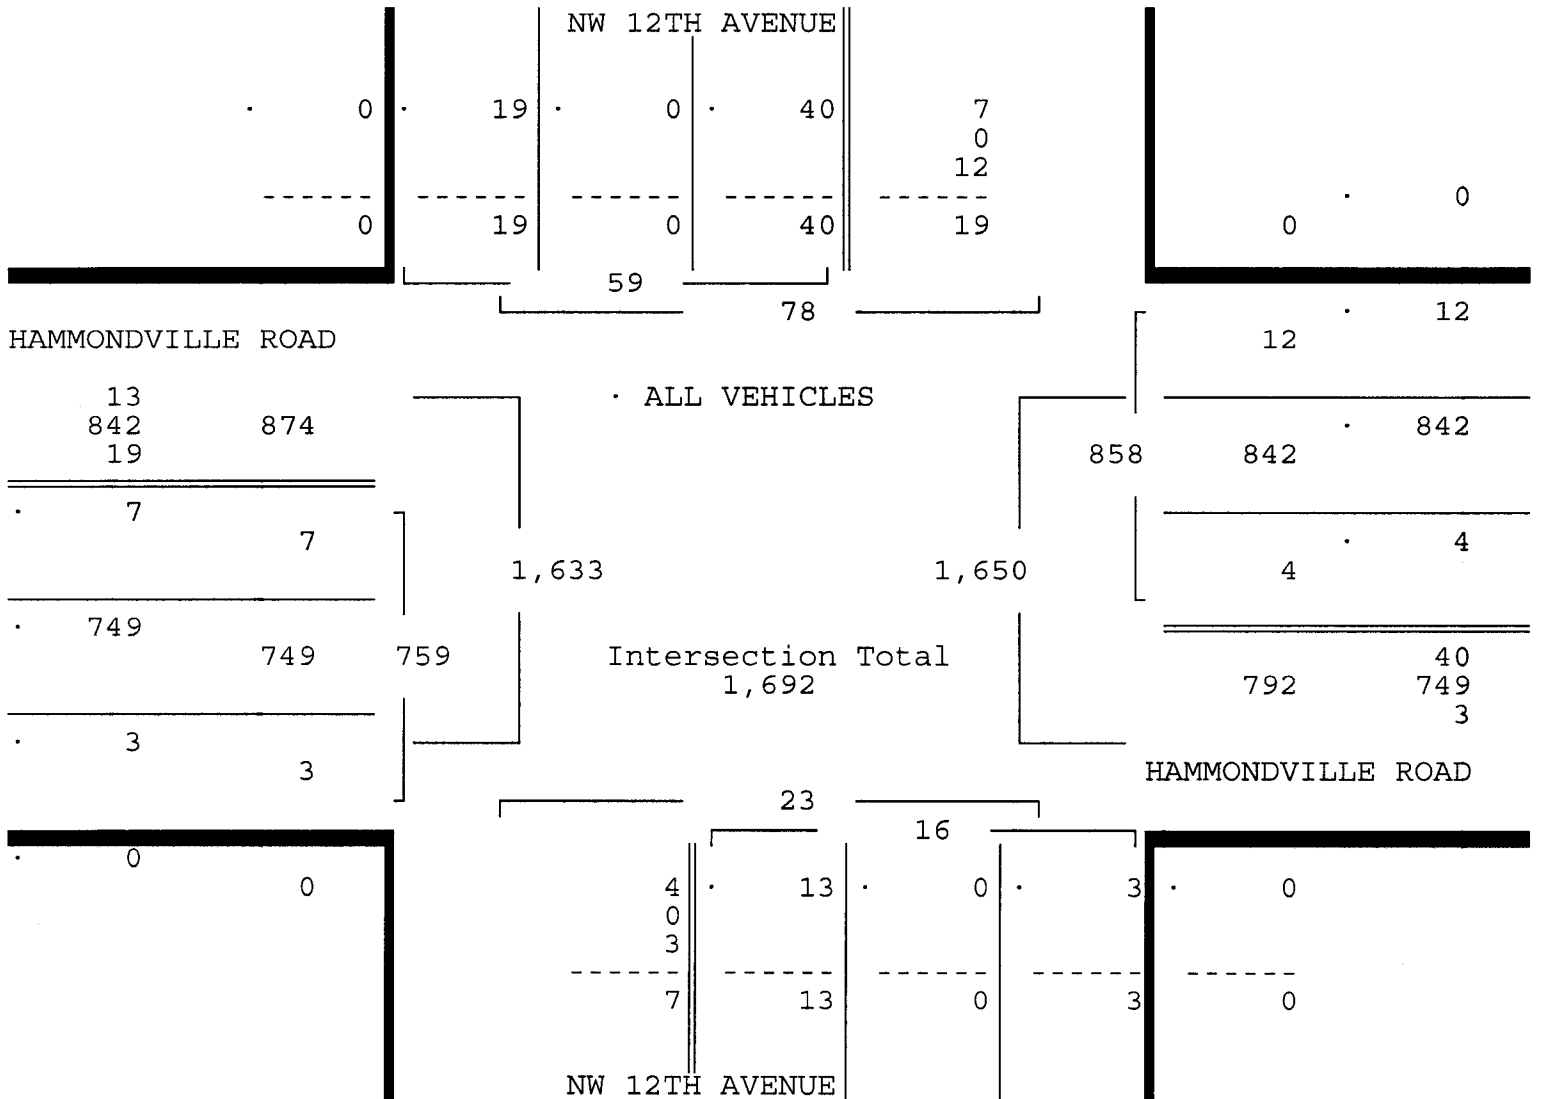 NW 12TH AVENUE
· 0 · 19 · 0 · 40 7
0
12
------ ------ ------ ------ ------ · 0
0 19 0 40 19 0
59
78 · 12
HAMMONDVILLE ROAD 12
13 · ALL VEHICLES
842 874 · 842
19 858 842
· 7
7 · 4
1,633 1,650 4
· 749
749 759 Intersection Total 40
1,692 792 749
3
· 3
3 HAMMONDVILLE ROAD
23
16
· 0
0 4 · 13 · 0 · 3 · 0
0
3
------ ------ ------ ------ ------
7 13 0 3 0
NW 12TH AVENUE